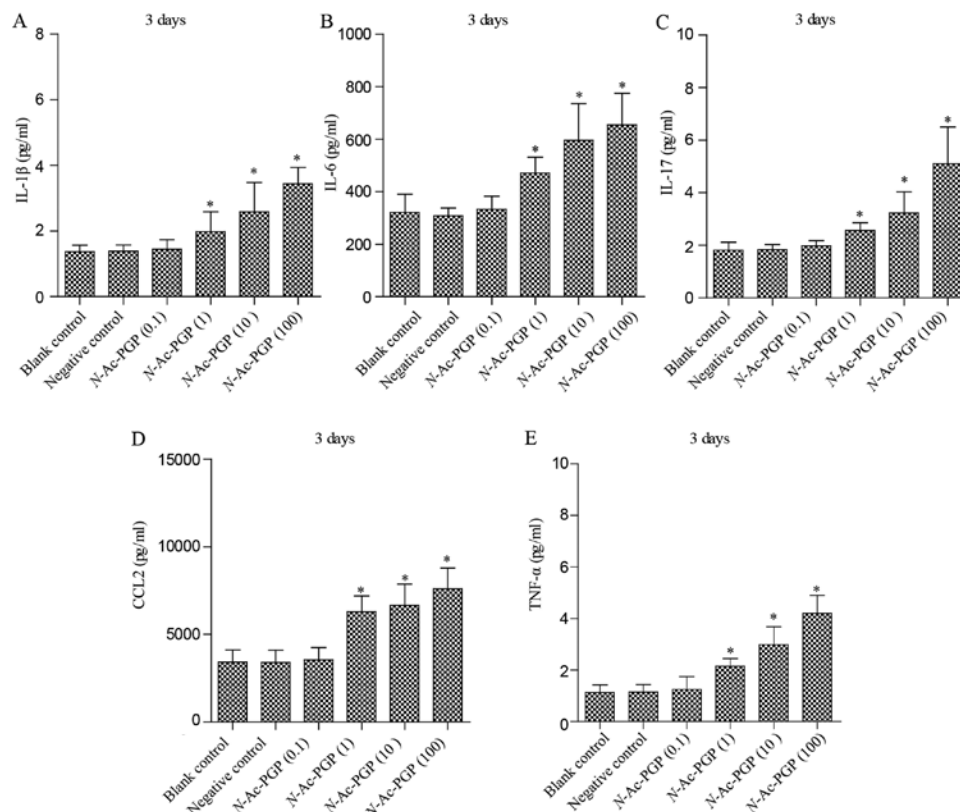 A 3 days
IL-1β (pg/ml)
8
6
4
2
0
* * *
Blank control
Negative control
N-Ac-PGP (0.1)
N-Ac-PGP (1)
N-Ac-PGP (10 )
N-Ac-PGP (100)
B 3 days
IL-6 (pg/ml)
1000
800
600
400
200
0
* * *
Blank control
Negative control
N-Ac-PGP (0.1)
N-Ac-PGP (1)
N-Ac-PGP (10 )
N-Ac-PGP (100)
C 3 days
IL-17 (pg/ml)
10
8
6
4
2
0
* * *
Blank control
Negative control
N-Ac-PGP (0.1)
N-Ac-PGP (1)
N-Ac-PGP (10 )
N-Ac-PGP (100)
D 3 days
CCL2 (pg/ml)
15000
10000
5000
0
* * *
Blank control
Negative control
N-Ac-PGP (0.1)
N-Ac-PGP (1)
N-Ac-PGP (10 )
N-Ac-PGP (100)
E 3 days
TNF-α (pg/ml)
10
8
6
4
2
0
* * *
Blank control
Negative control
N-Ac-PGP (0.1)
N-Ac-PGP (1)
N-Ac-PGP (10 )
N-Ac-PGP (100)